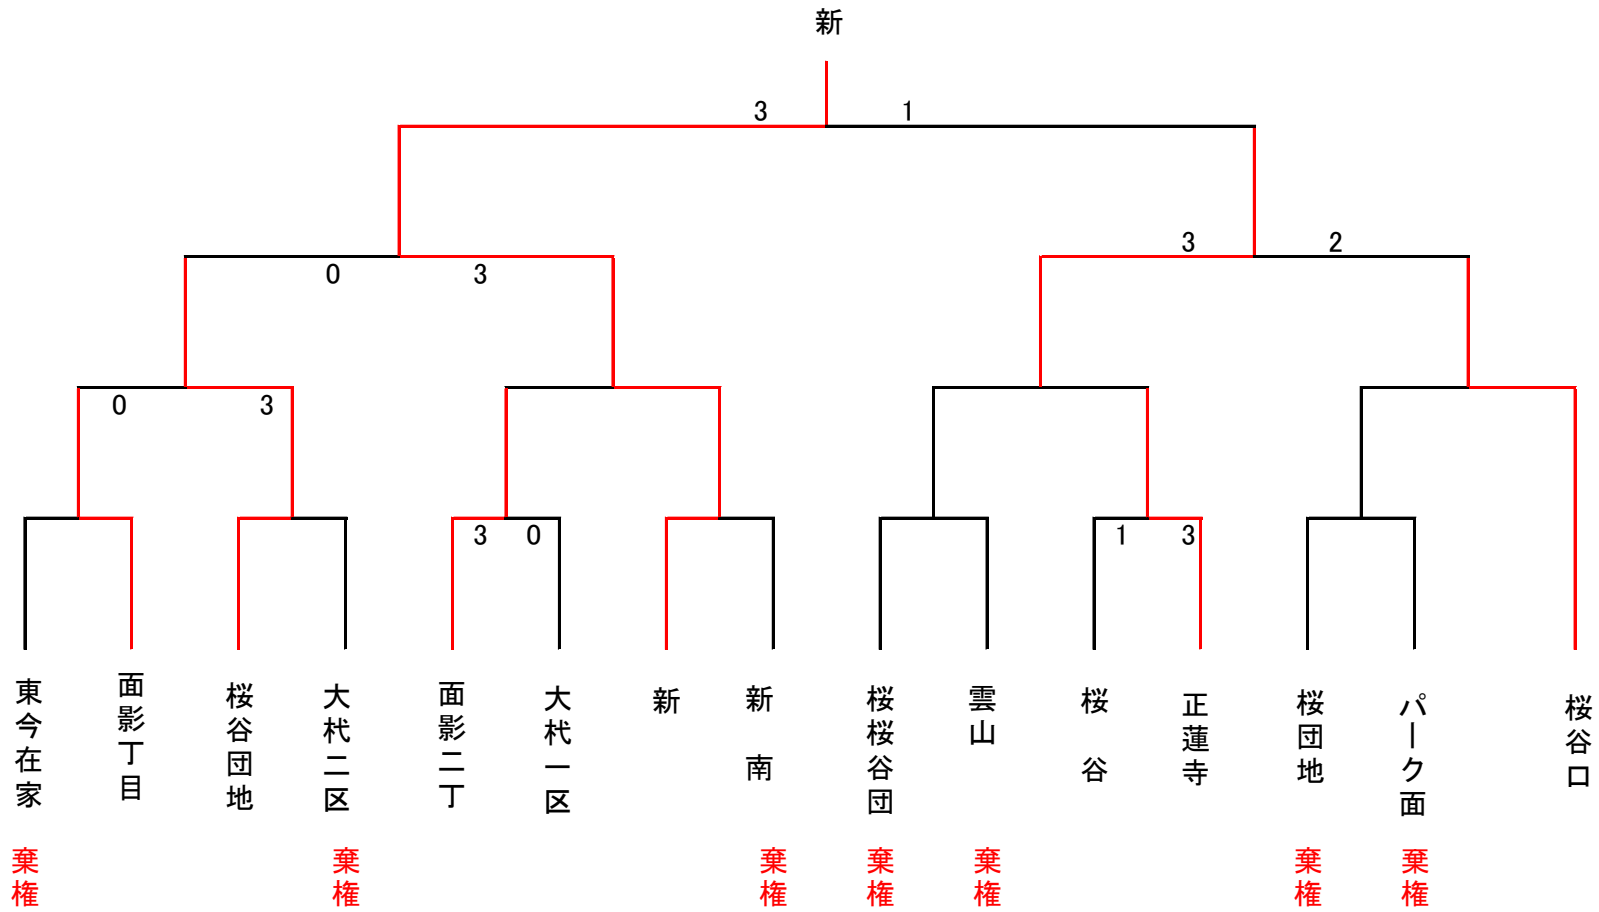 新
3 1
3 2
0 3
0 3
3 0
1 3
東今在家
面影丁目
桜谷団地
大杙二区
面影二丁
大杙一区
新
新南
桜桜谷団
雲山
桜谷
正蓮寺
桜団地
パーク面
桜谷口
棄権
棄権
棄権
棄権
棄権
棄権
棄権